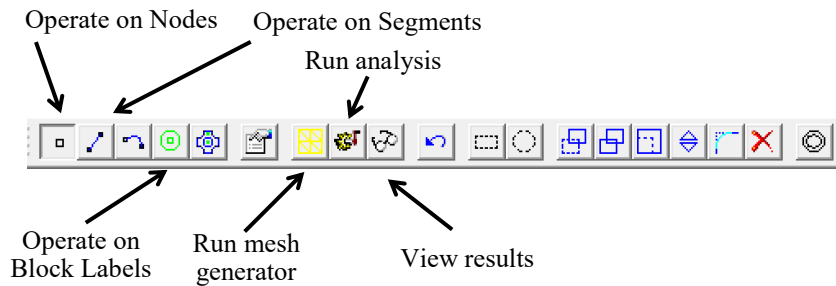 Operate on Nodes
Operate on Segments
Run analysis
Operate on
Block Labels
Run mesh
generator
View results